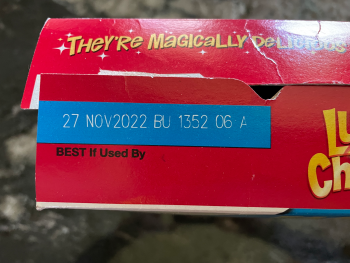 THEY'RE MAGICALLY DELICIOUS
27 NOV2022 BU 1352 06 A
BEST If Used By